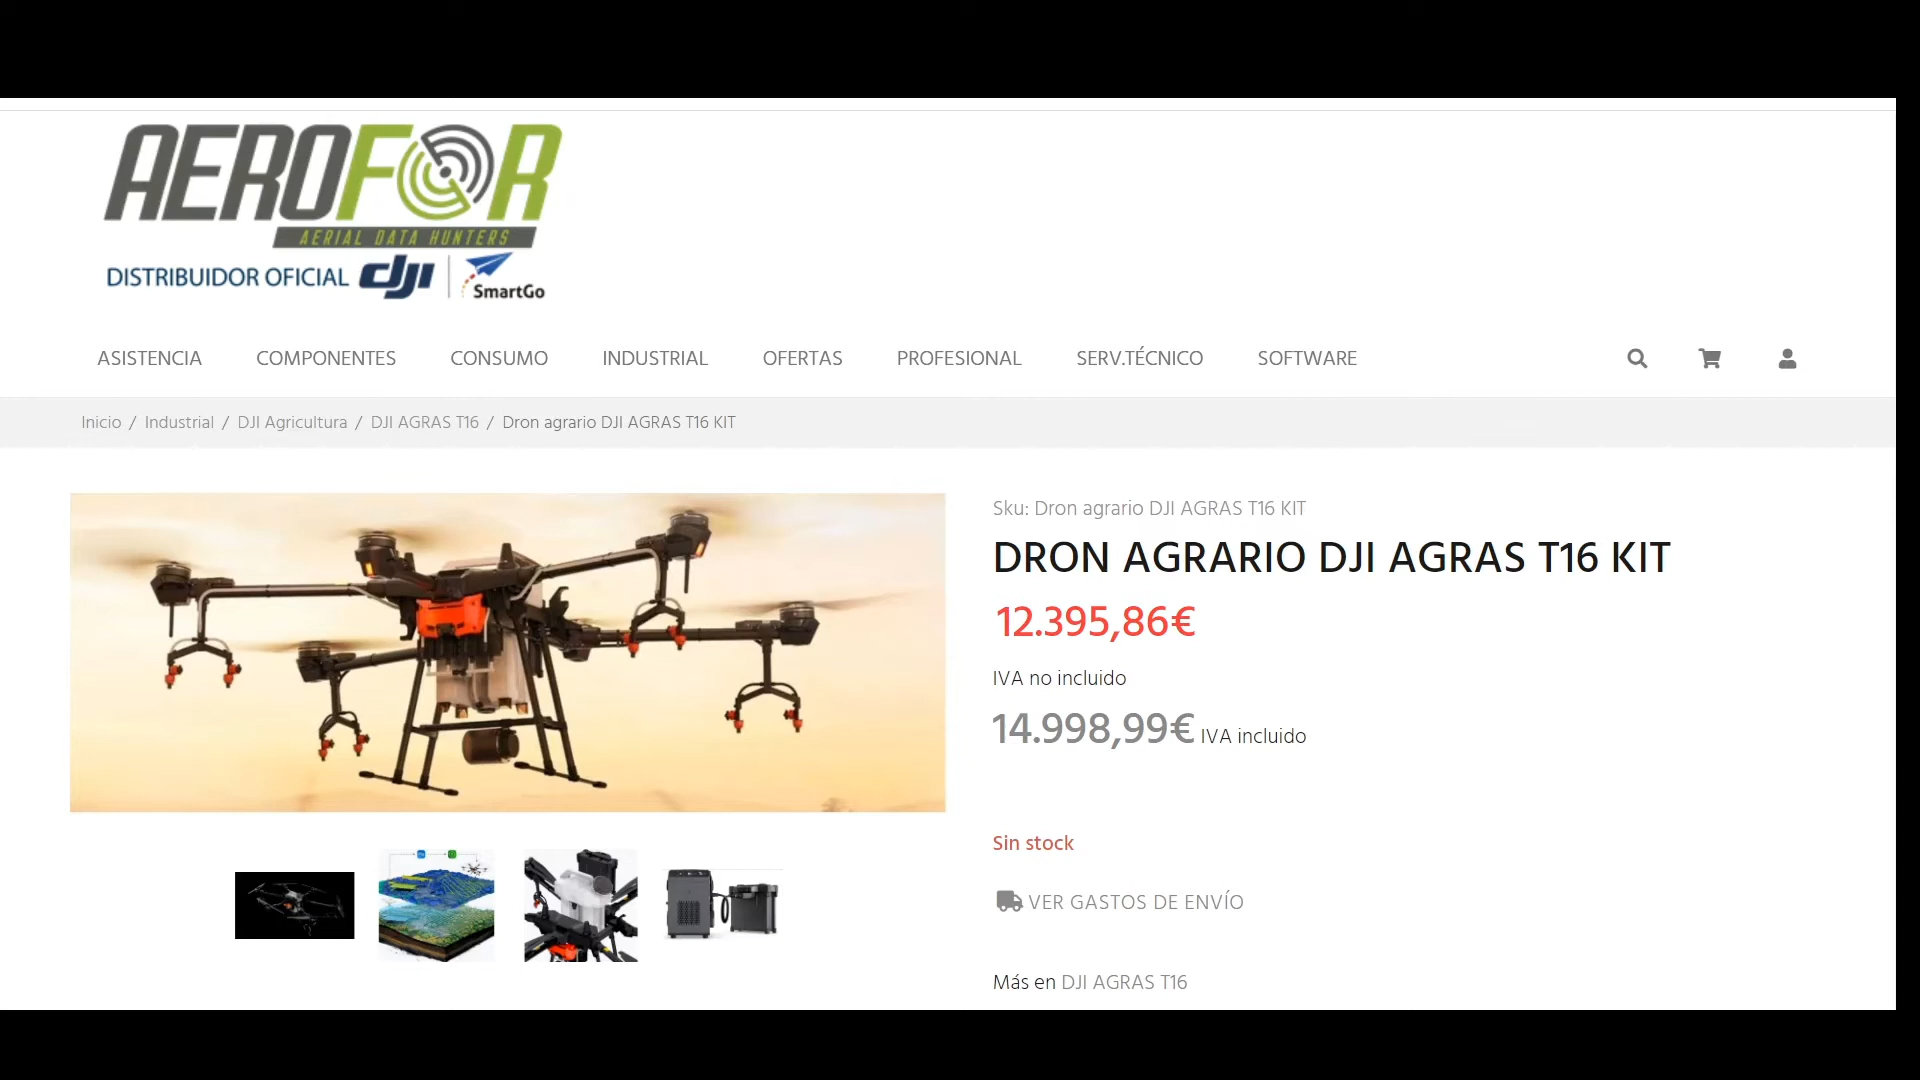 AEROFOR
AERIAL DATA HUNTERS
DISTRIBUIDOR OFICIAL dji SmartGo
ASISTENCIA COMPONENTES CONSUMO INDUSTRIAL OFERTAS PROFESIONAL SERV.TÉCNICO SOFTWARE
Inicio / Industrial / DJI Agricultura / DJI AGRAS T16 / Dron agrario DJI AGRAS T16 KIT
Sku: Dron agrario DJI AGRAS T16 KIT
DRON AGRARIO DJI AGRAS T16 KIT
12.395,86€
IVA no incluido
14.998,99€ IVA incluido
Sin stock
VER GASTOS DE ENVÍO
Más en DJI AGRAS T16